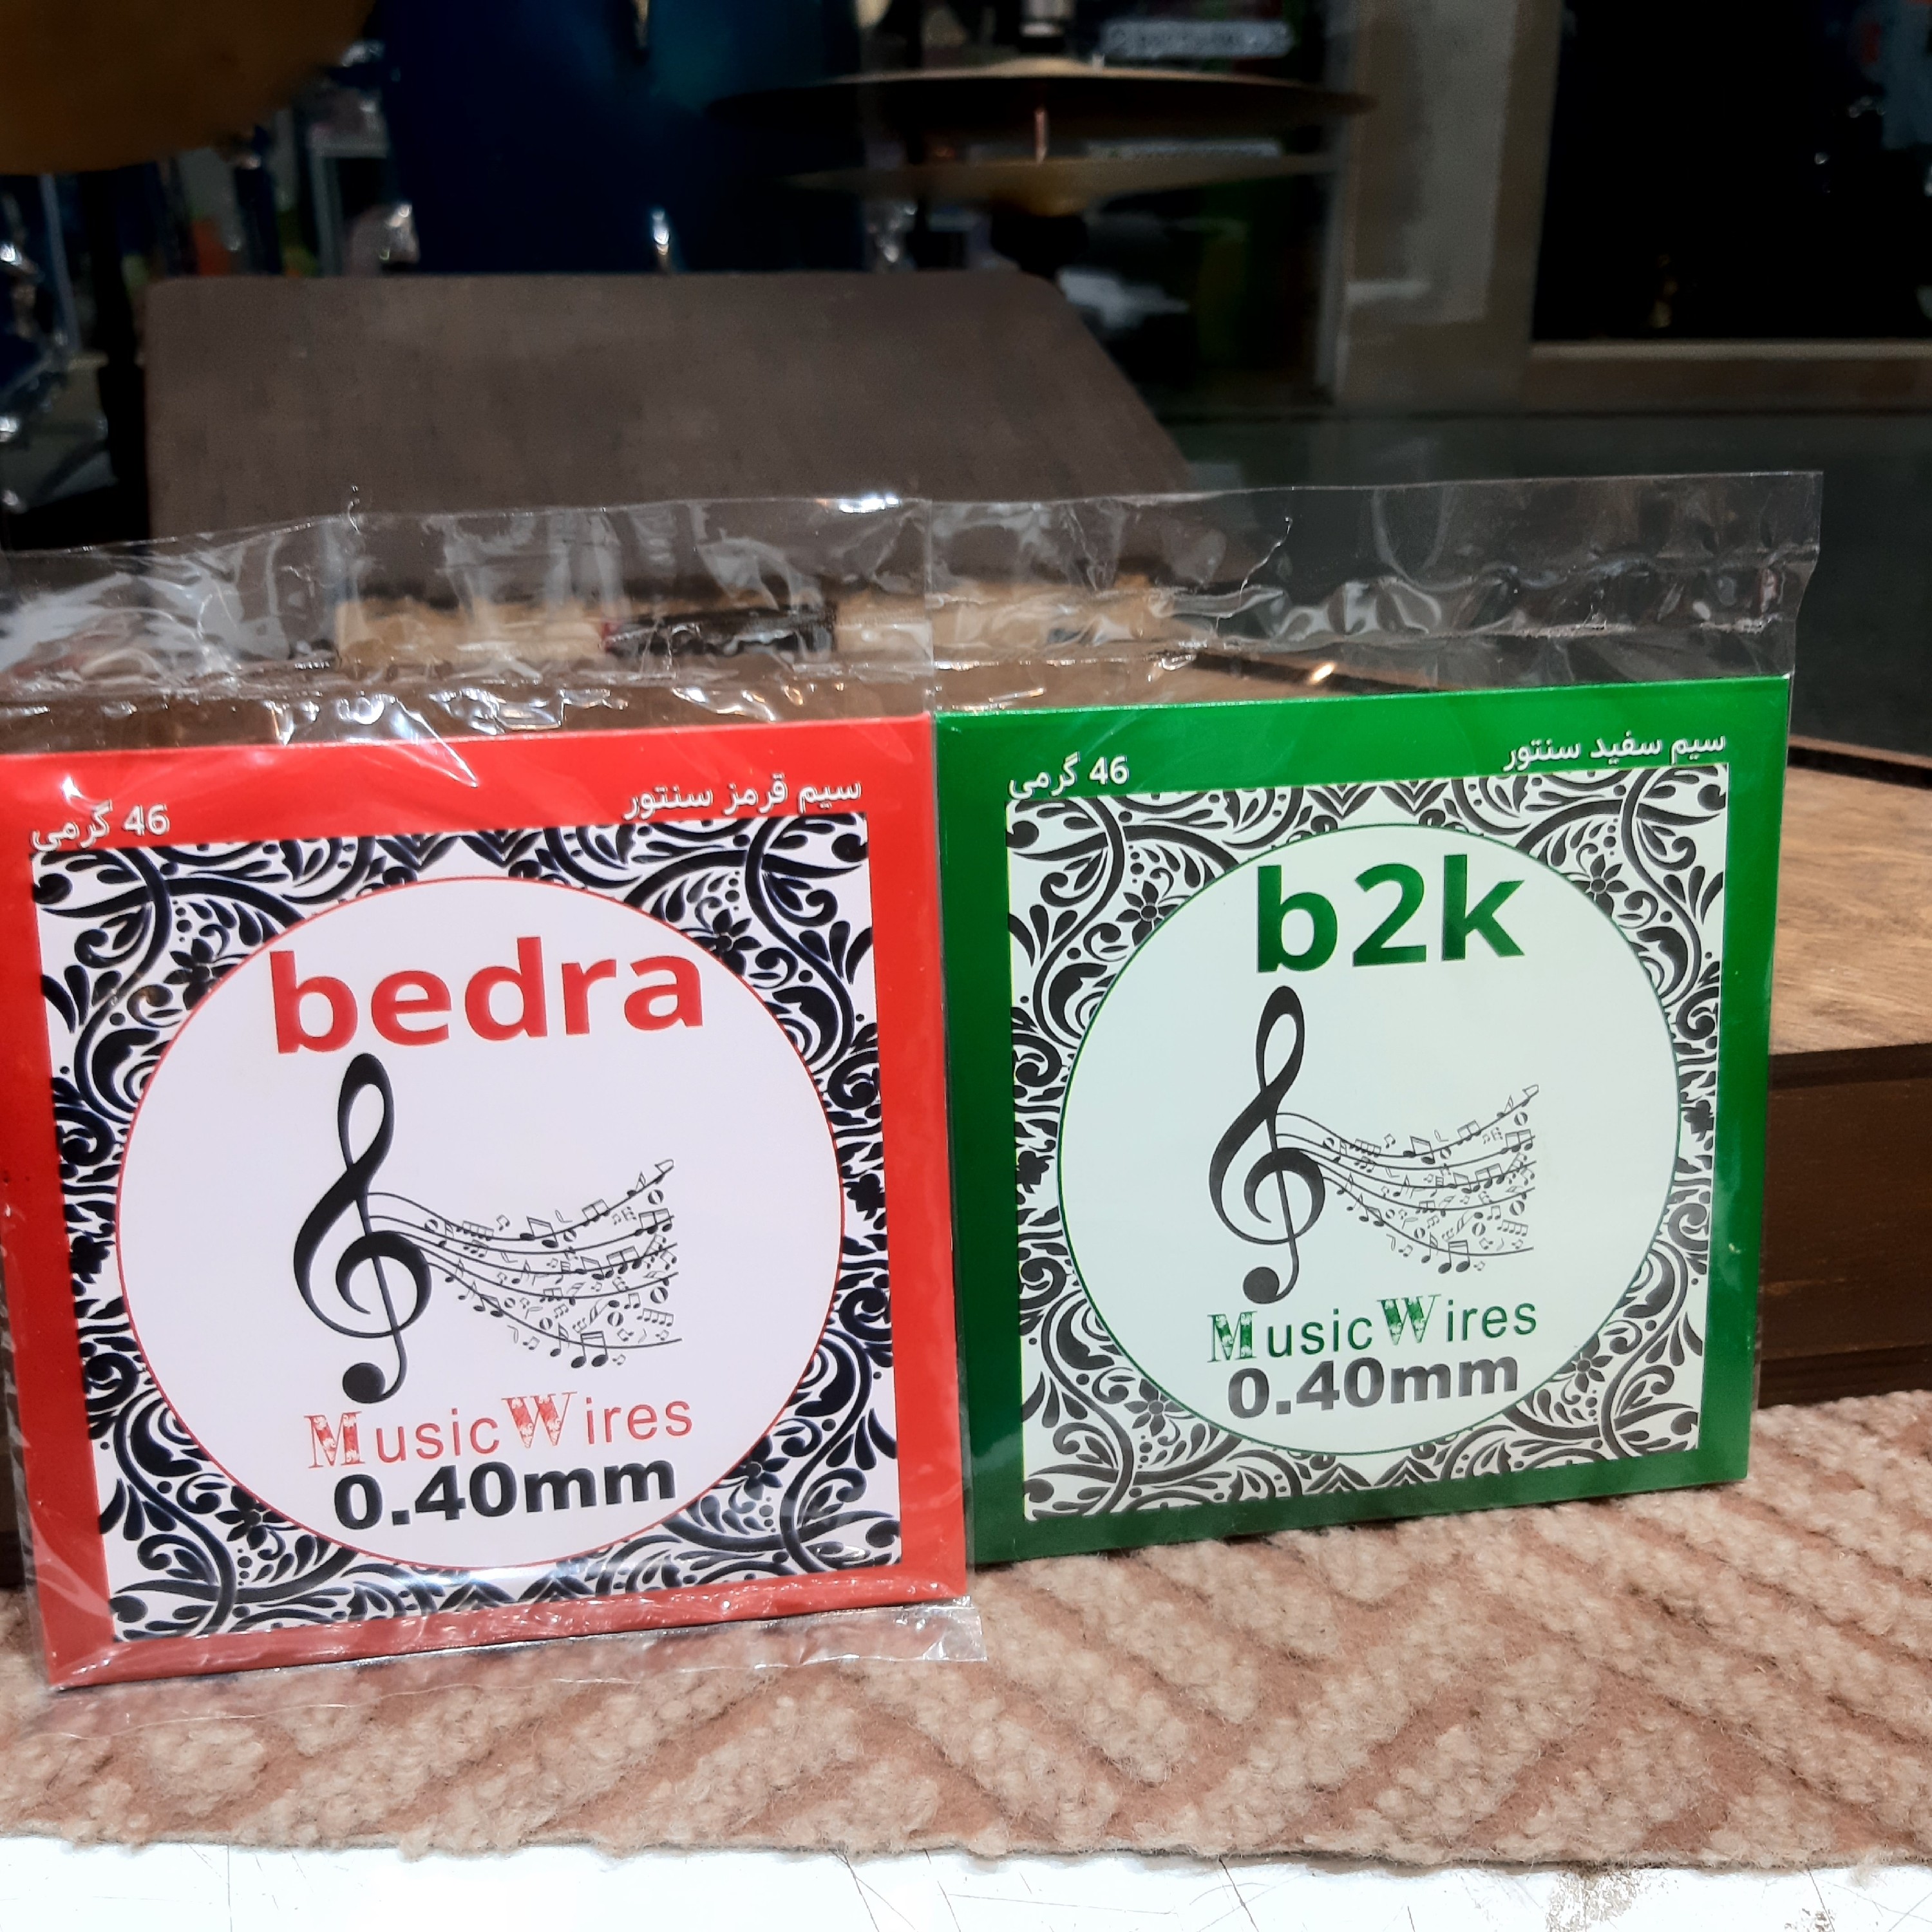 سیم قرمز سنتور 46 گرمی
bedra
MusicWires
0.40mm
سیم سفید سنتور 46 گرمی
b2k
MusicWires
0.40mm